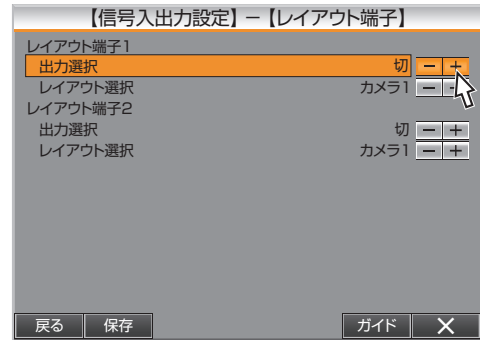 【信号入出力設定】－【レイアウト端子】
レイアウト端子1
出力選択 切 － ＋
レイアウト選択 カメラ1 －
レイアウト端子2
出力選択 切 － ＋
レイアウト選択 カメラ1 － ＋
戻る 保存 ガイド ×